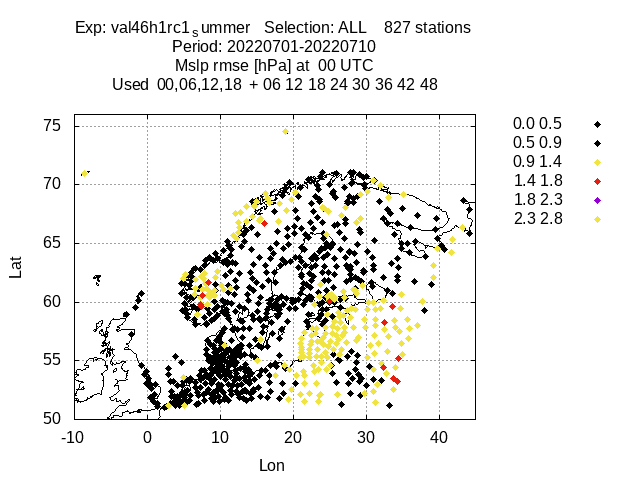 Exp: val46h1rc1summer Selection: ALL 827 stations
Period: 20220701-20220710
Mslp rmse [hPa] at 00 UTC
Used 00,06,12,18 + 06 12 18 24 30 36 42 48
75
70
65
60
55
50
Lat
-10 0 10 20 30 40
Lon
0.0 0.5
0.5 0.9
0.9 1.4
1.4 1.8
1.8 2.3
2.3 2.8